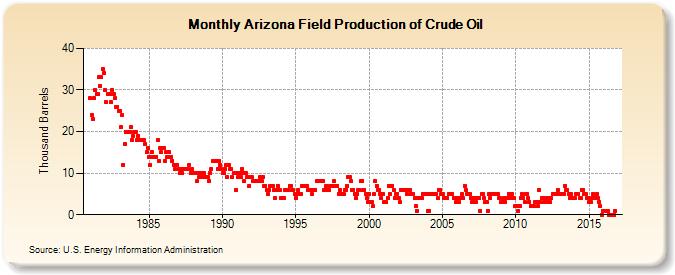 Monthly Arizona Field Production of Crude Oil
Thousand Barrels
40
30
20
10
0
1985 1990 1995 2000 2005 2010 2015
Source: U.S. Energy Information Administration